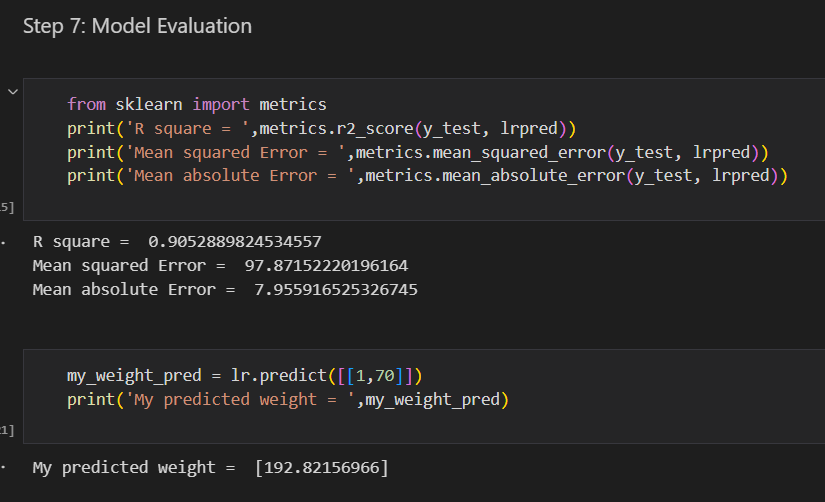 Step 7: Model Evaluation
from sklearn import metrics
print('R square = ',metrics.r2_score(y_test, lrpred))
print('Mean squared Error = ',metrics.mean_squared_error(y_test, lrpred))
print('Mean absolute Error = ',metrics.mean_absolute_error(y_test, lrpred))
5]
R square =  0.9052889824534557
Mean squared Error =  97.87152220196164
Mean absolute Error =  7.955916525326745
my_weight_pred = lr.predict([[1,70]])
print('My predicted weight = ',my_weight_pred)
1]
My predicted weight =  [192.82156966]